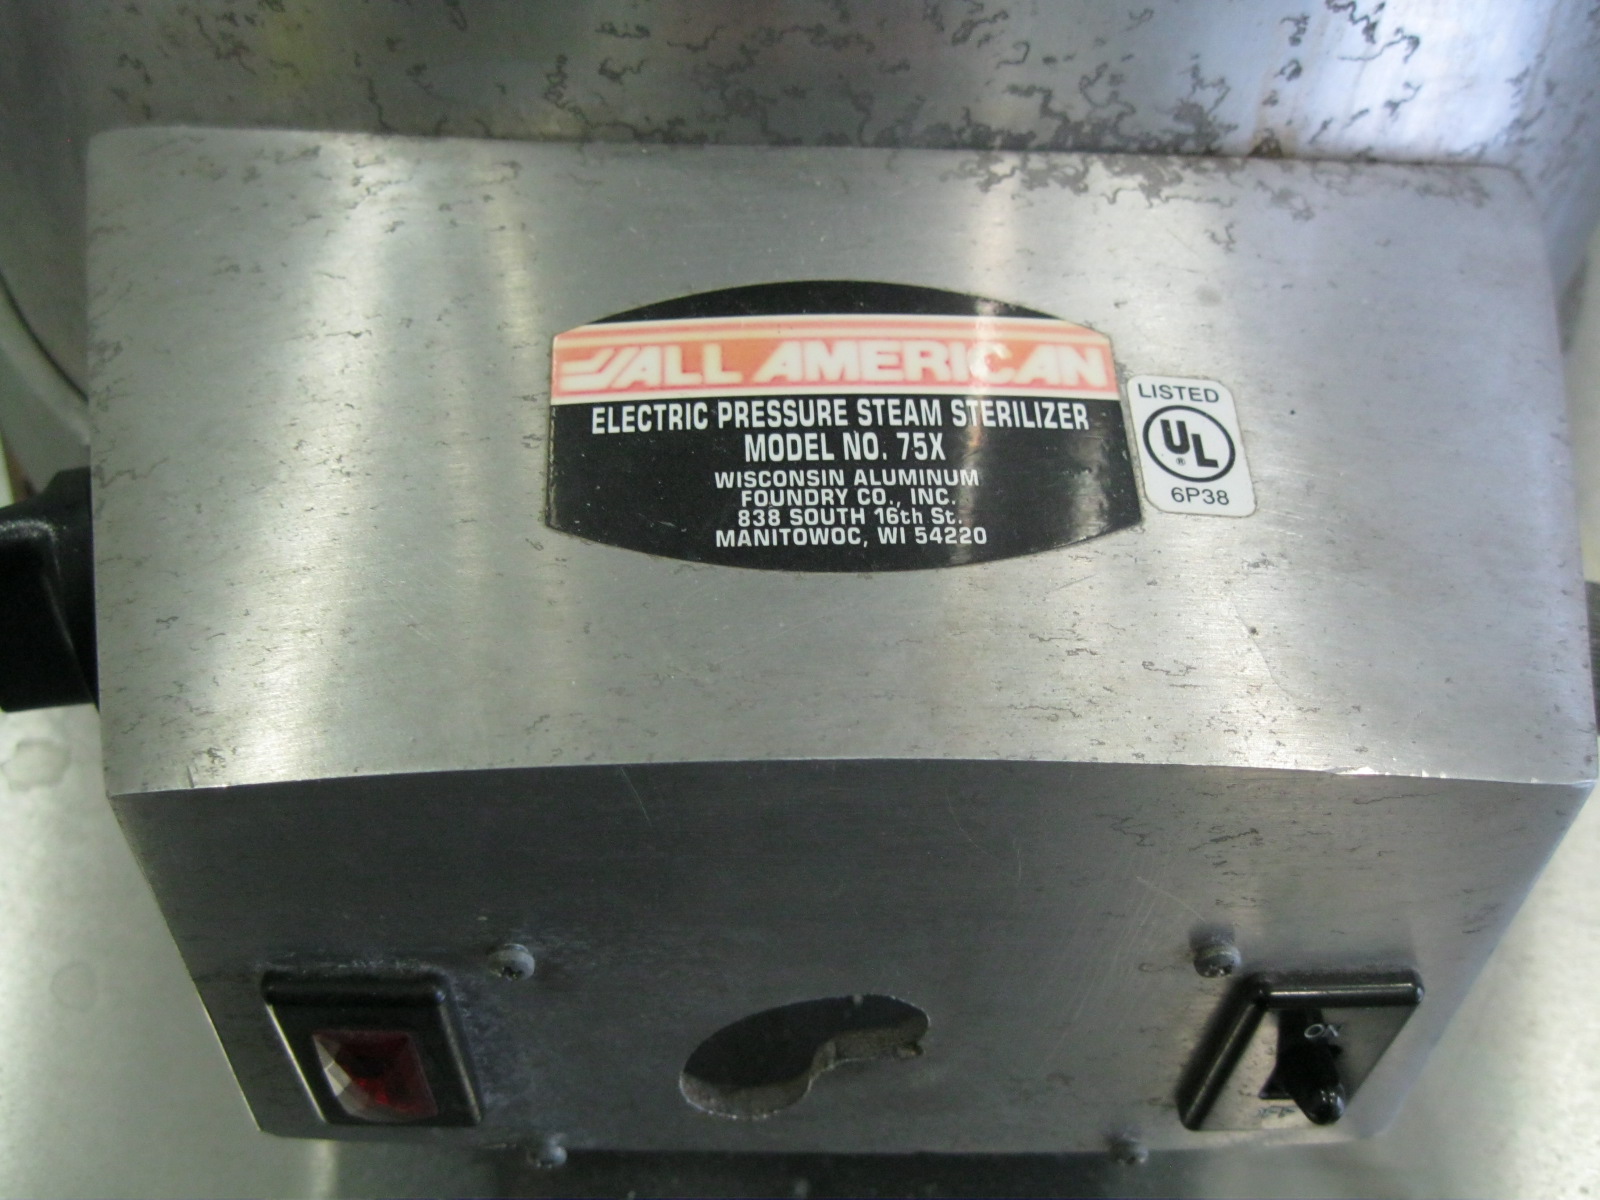 ALL AMERICAN
ELECTRIC PRESSURE STEAM STERILIZER
MODEL NO. 75X
WISCONSIN ALUMINUM
FOUNDRY CO., INC.
838 SOUTH 16th St.
MANITOWOC, WI 54220
LISTED
UL
®
6P38
ON